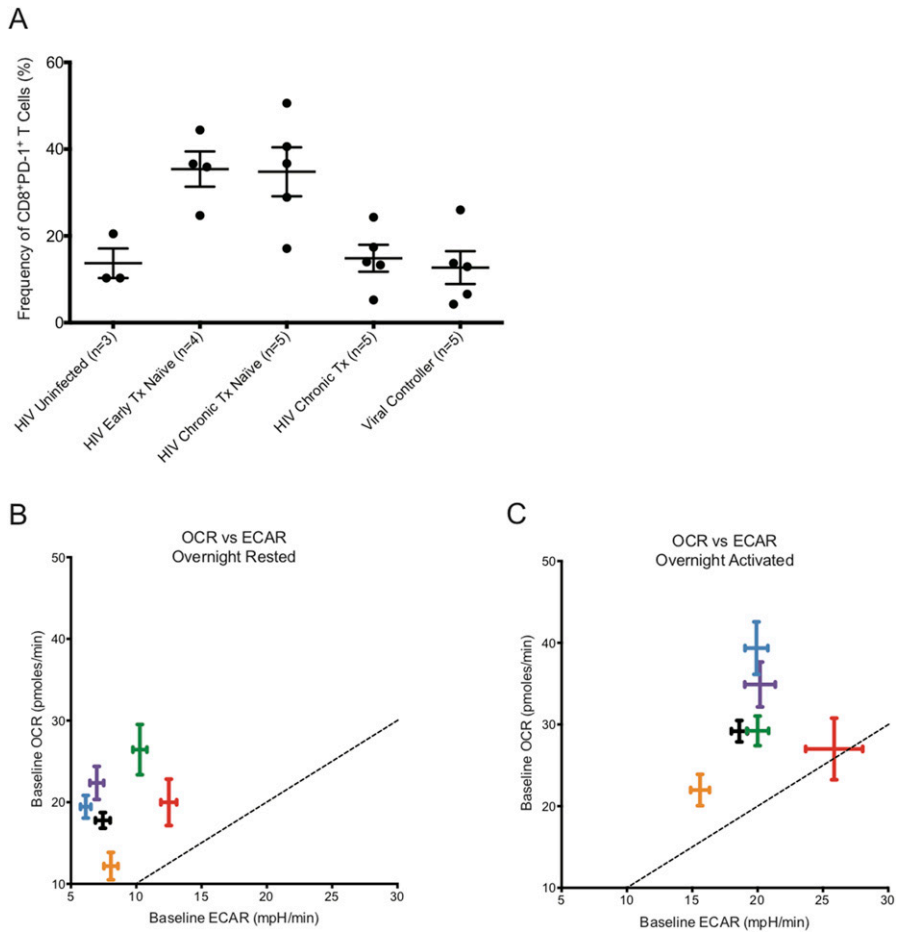 A
Frequency of CD8⁺PD-1⁺ T Cells (%)
60
40
20
0
HIV Uninfected (n=3)
HIV Early Tx Naïve (n=4)
HIV Chronic Tx Naïve (n=5)
HIV Chronic Tx (n=5)
Viral Controller (n=5)
B
OCR vs ECAR
Overnight Rested
Baseline OCR (pmoles/min)
50
40
30
20
10
5
10
15
20
25
30
Baseline ECAR (mpH/min)
C
OCR vs ECAR
Overnight Activated
Baseline OCR (pmoles/min)
50
40
30
20
10
5
10
15
20
25
30
Baseline ECAR (mpH/min)